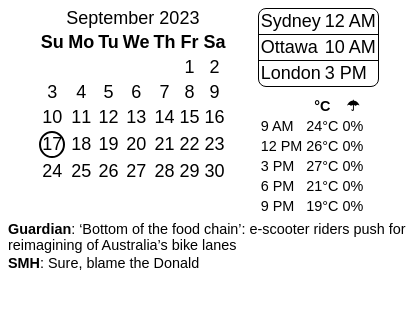 September 2023
Su Mo Tu We Th Fr Sa
1 2
3 4 5 6 7 8 9
10 11 12 13 14 15 16
17 18 19 20 21 22 23
24 25 26 27 28 29 30
Sydney 12 AM
Ottawa 10 AM
London 3 PM
°C ☂
9 AM 24°C 0%
12 PM 26°C 0%
3 PM 27°C 0%
6 PM 21°C 0%
9 PM 19°C 0%
Guardian: ‘Bottom of the food chain’: e-scooter riders push for
reimagining of Australia’s bike lanes
SMH: Sure, blame the Donald